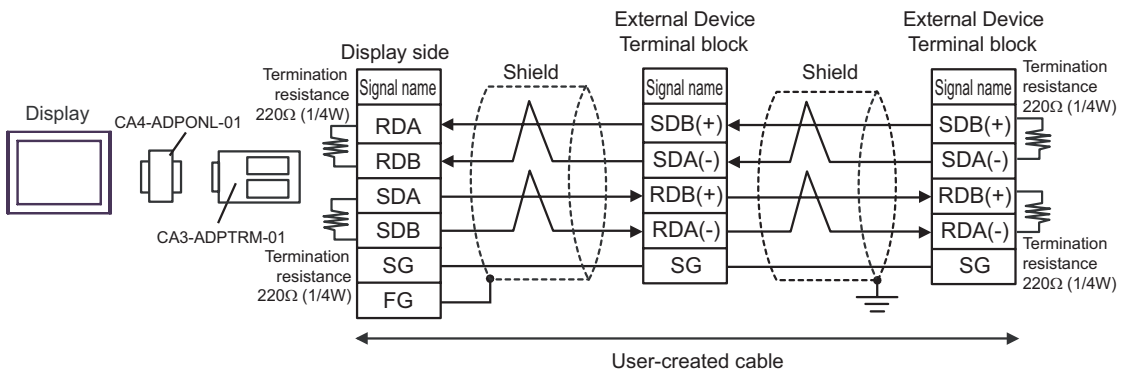 External Device
Terminal block
External Device
Terminal block
Display side
Termination
resistance
220Ω (1/4W)
Signal name
Shield
Signal name
Shield
Signal name
Termination
resistance
220Ω (1/4W)
Display
CA4-ADPONL-01
CA3-ADPTRM-01
RDA
SDB(+)
SDB(+)
RDB
SDA(-)
SDA(-)
SDA
RDB(+)
RDB(+)
SDB
RDA(-)
RDA(-)
SG
SG
SG
FG
Termination
resistance
220Ω (1/4W)
Termination
resistance
220Ω (1/4W)
User-created cable